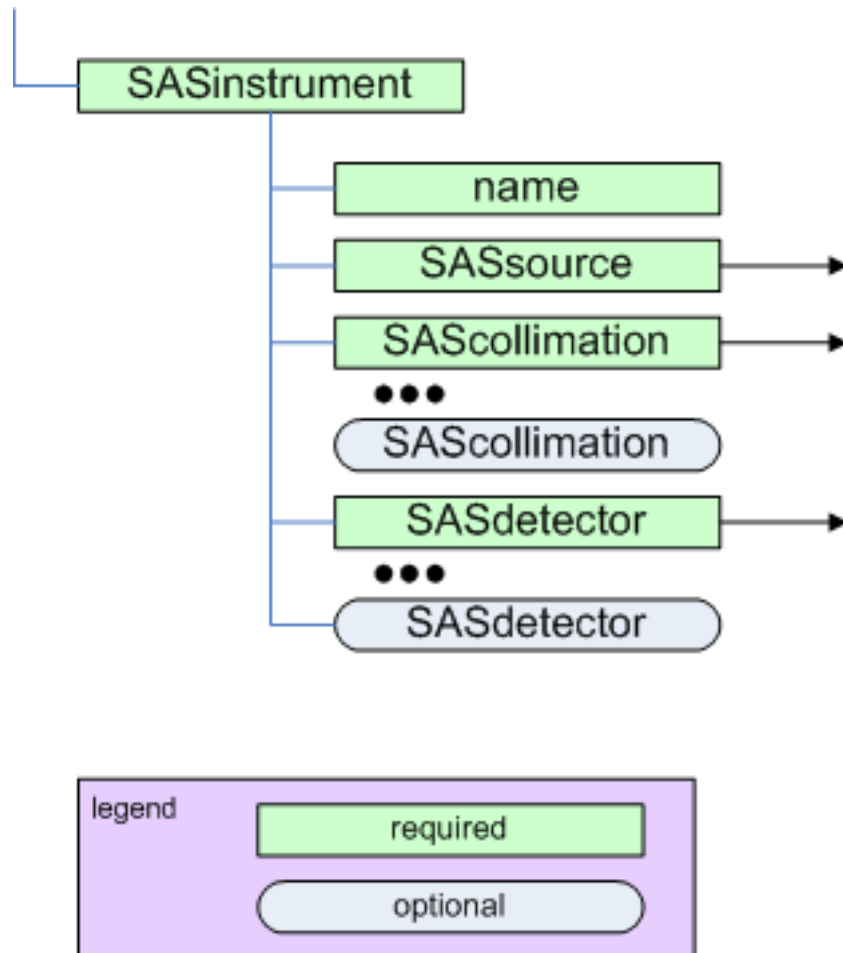 SASinstrument
name
SASsource
SAScollimation
SAScollimation
SASdetector
SASdetector
legend
required
optional